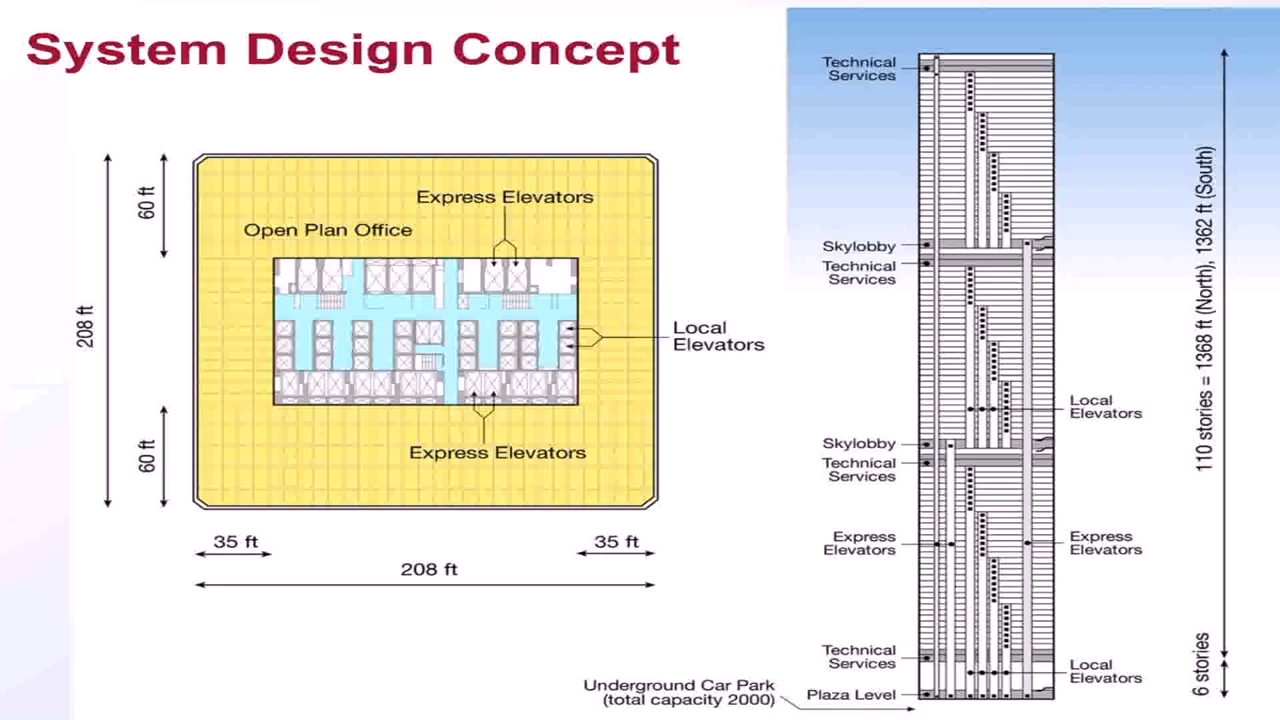 System Design Concept
60 ft
208 ft
60 ft
Express Elevators
Open Plan Office
Local
Elevators
Express Elevators
35 ft
35 ft
208 ft
Technical
Services
Skylobby
Technical
Services
Local
Elevators
Skylobby
Technical
Services
Express
Elevators
Express
Elevators
Technical
Services
Local
Elevators
Underground Car Park
(total capacity 2000)
Plaza Level
110 stories = 1368 ft (North), 1362 ft (South)
6 stories